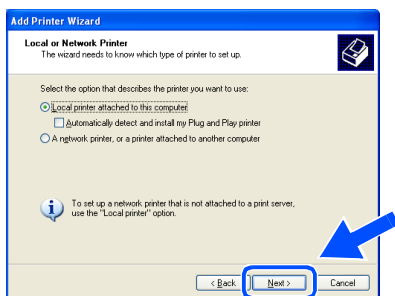 Add Printer Wizard
Local or Network Printer
The wizard needs to know which type of printer to set up.
Select the option that describes the printer you want to use:
Local printer attached to this computer
Automatically detect and install my Plug and Play printer
A network printer, or a printer attached to another computer
To set up a network printer that is not attached to a print server,
use the "Local printer" option.
< Back Next > Cancel